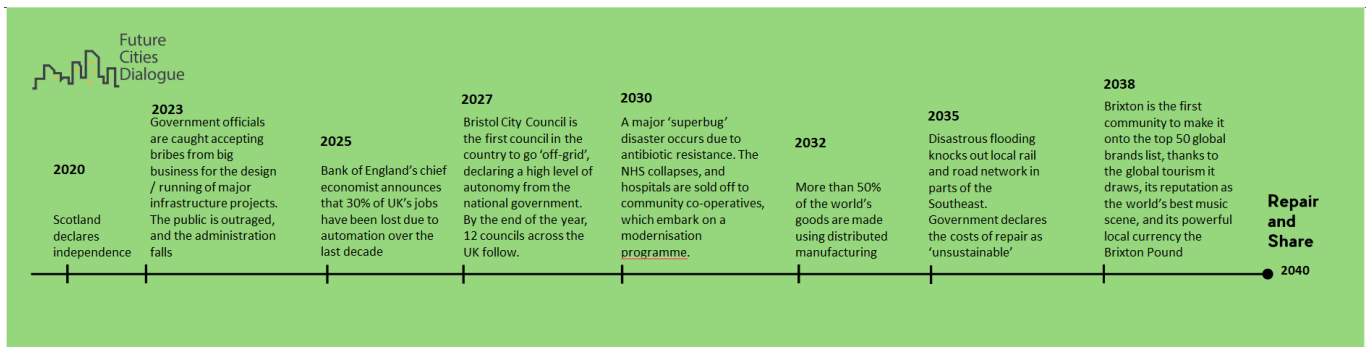 Future
Cities
Dialogue
2020
Scotland
declares
independence
2023
Government officials
are caught accepting
bribes from big
business for the design
/ running of major
infrastructure projects.
The public is outraged,
and the administration
falls
2025
Bank of England's chief
economist announces
that 30% of UK's jobs
have been lost due to
automation over the
last decade
2027
Bristol City Council is
the first council in the
country to go 'off-grid',
declaring a high level of
autonomy from the
national government.
By the end of the year,
12 councils across the
UK follow.
2030
A major 'superbug'
disaster occurs due to
antibiotic resistance. The
NHS collapses, and
hospitals are sold off to
community co-operatives,
which embark on a
modernisation
programme.
2032
More than 50%
of the world's
goods are made
using distributed
manufacturing
2035
Disastrous flooding
knocks out local rail
and road network in
parts of the
Southeast.
Government declares
the costs of repair as
'unsustainable'
2038
Brixton is the first
community to make it
onto the top 50 global
brands list, thanks to
the global tourism it
draws, its reputation as
the world's best music
scene, and its powerful
local currency the
Brixton Pound
Repair
and
Share
2040